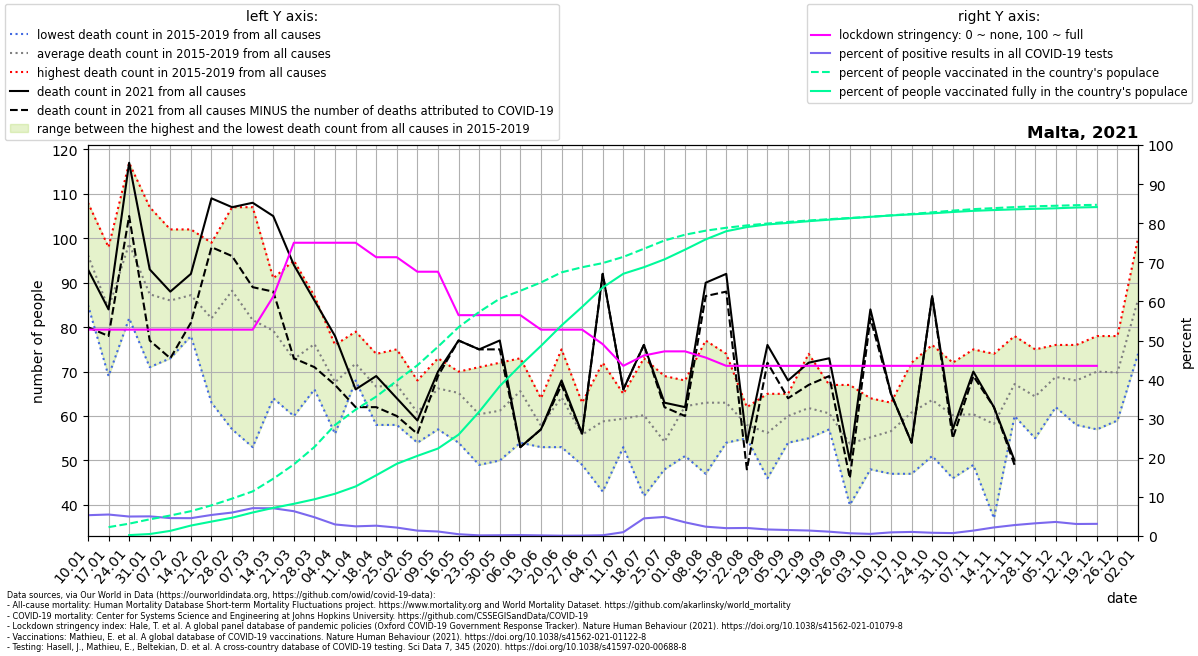 left Y axis:
lowest death count in 2015-2019 from all causes
average death count in 2015-2019 from all causes
highest death count in 2015-2019 from all causes
death count in 2021 from all causes
death count in 2021 from all causes MINUS the number of deaths attributed to COVID-19
range between the highest and the lowest death count from all causes in 2015-2019
right Y axis:
lockdown stringency: 0 ~ none, 100 ~ full
percent of positive results in all COVID-19 tests
percent of people vaccinated in the country's populace
percent of people vaccinated fully in the country's populace
Malta, 2021
number of people
120
110
100
90
80
70
60
50
40
100
90
80
70
60
50
40
30
20
10
0
percent
10.01 17.01 24.01 31.01 07.02 14.02 21.02 28.02 07.03 14.03 21.03 28.03 04.04 11.04 18.04 25.04 02.05 09.05 16.05 23.05 30.05 06.06 13.06 20.06 27.06 04.07 11.07 18.07 25.07 01.08 08.08 15.08 22.08 29.08 05.09 12.09 19.09 26.09 03.10 10.10 17.10 24.10 31.10 07.11 14.11 21.11 28.11 05.12 12.12 19.12 26.12 02.01
date
Data sources, via Our World in Data (https://ourworldindata.org, https://github.com/owid/covid-19-data):
- All-cause mortality: Human Mortality Database Short-term Mortality Fluctuations project. https://www.mortality.org and World Mortality Dataset. https://github.com/akarlinsky/world_mortality
- COVID-19 mortality: Center for Systems Science and Engineering at Johns Hopkins University. https://github.com/CSSEGISandData/COVID-19
- Lockdown stringency index: Hale, T. et al. A global panel database of pandemic policies (Oxford COVID-19 Government Response Tracker). Nature Human Behaviour (2021). https://doi.org/10.1038/s41562-021-01079-8
- Vaccinations: Mathieu, E. et al. A global database of COVID-19 vaccinations. Nature Human Behaviour (2021). https://doi.org/10.1038/s41562-021-01122-8
- Testing: Hasell, J., Mathieu, E., Beltekian, D. et al. A cross-country database of COVID-19 testing. Sci Data 7, 345 (2020). https://doi.org/10.1038/s41597-020-00688-8